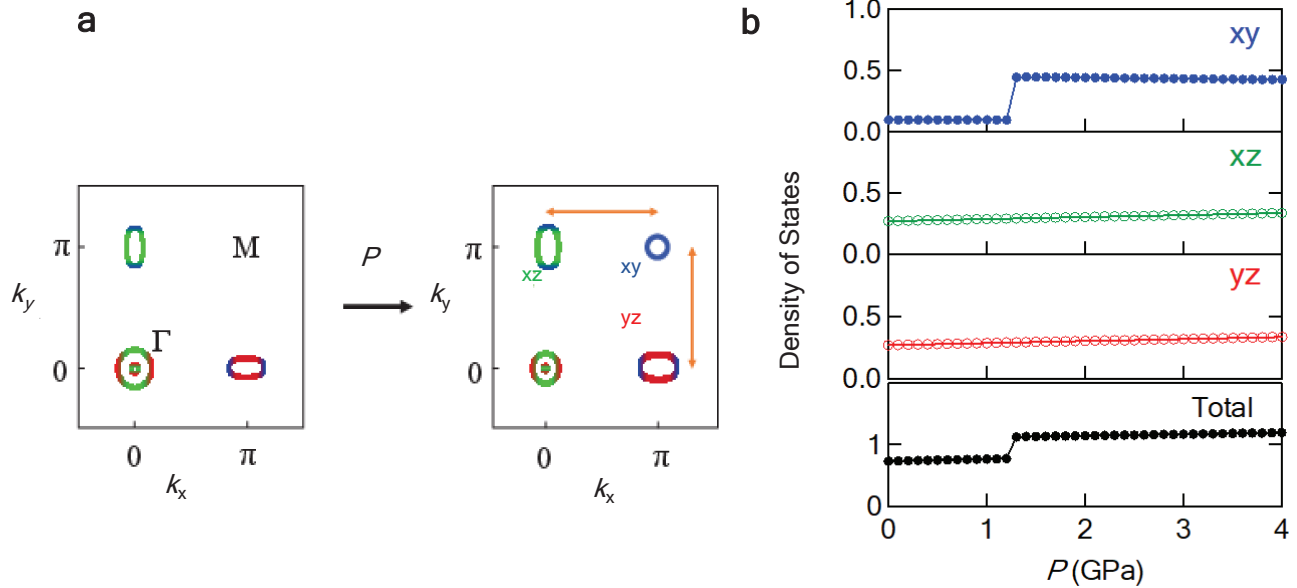 a
π
M
k_y
Γ
0
0
π
k_x
P
π
xz
xy
k_y
yz
0
0
π
k_x
b
Density of States
1.0
xy
0.5
0.0
xz
0.5
0.0
yz
0.5
0.0
Total
1
0
0
1
2
3
4
P (GPa)